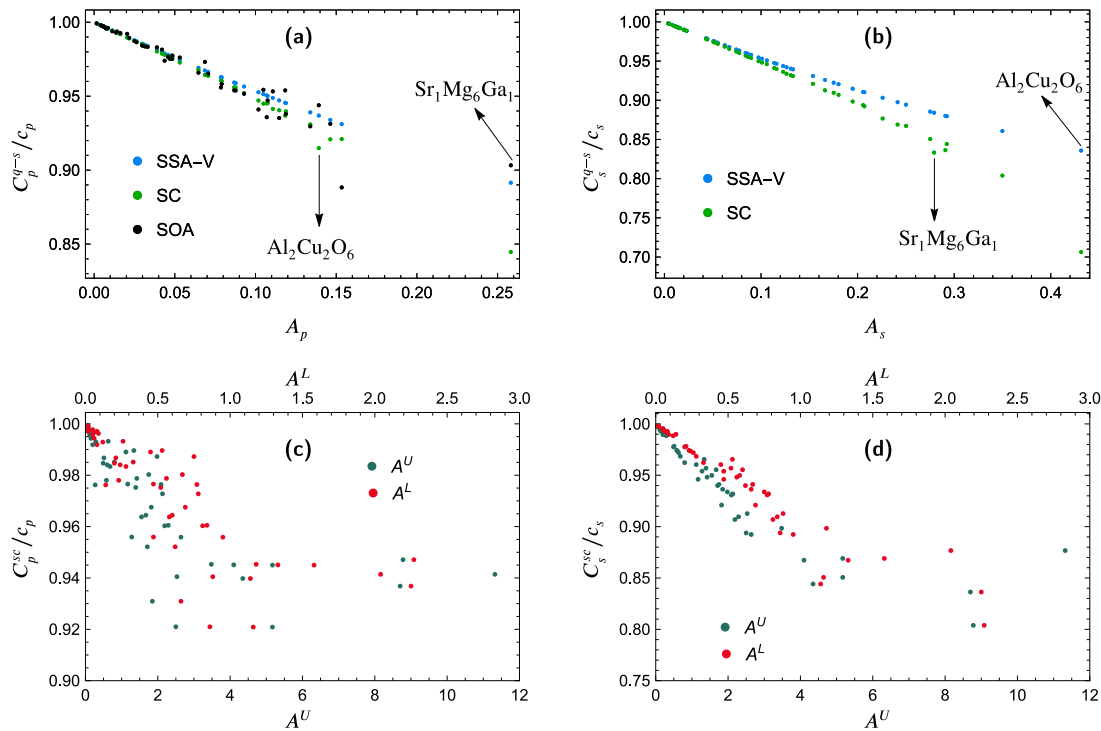 (a)
1.00
0.95
0.90
0.85
C_p^{q-s}/c_p
SSA-V
SC
SOA
Sr₁Mg₆Ga₁
Al₂Cu₂O₆
0.00 0.05 0.10 0.15 0.20 0.25
A_p
(b)
1.00
0.95
0.90
0.85
0.80
0.75
0.70
C_s^{q-s}/c_s
SSA-V
SC
Al₂Cu₂O₆
Sr₁Mg₆Ga₁
0.0 0.1 0.2 0.3 0.4
A_s
A^L
0.0 0.5 1.0 1.5 2.0 2.5 3.0
(c)
1.00
0.98
0.96
0.94
0.92
0.90
C_p^{sc}/c_p
A^U
A^L
0 2 4 6 8 10 12
A^U
A^L
0.0 0.5 1.0 1.5 2.0 2.5 3.0
(d)
1.00
0.95
0.90
0.85
0.80
0.75
C_s^{sc}/c_s
A^U
A^L
0 2 4 6 8 10 12
A^U